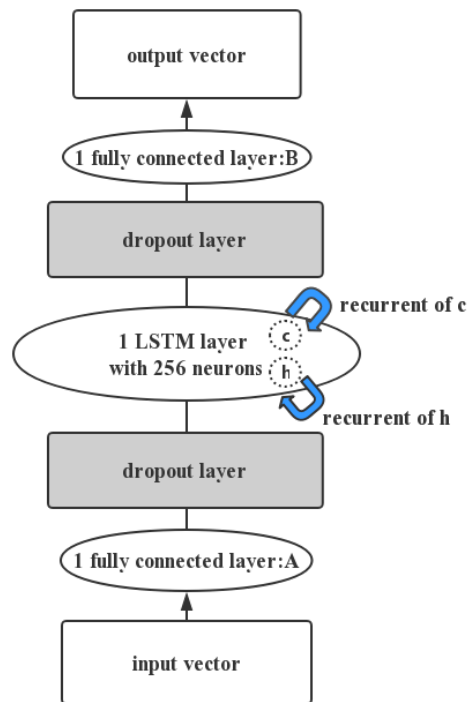 output vector
1 fully connected layer:B
dropout layer
recurrent of c
1 LSTM layer
c
with 256 neurons
h
recurrent of h
dropout layer
1 fully connected layer:A
input vector